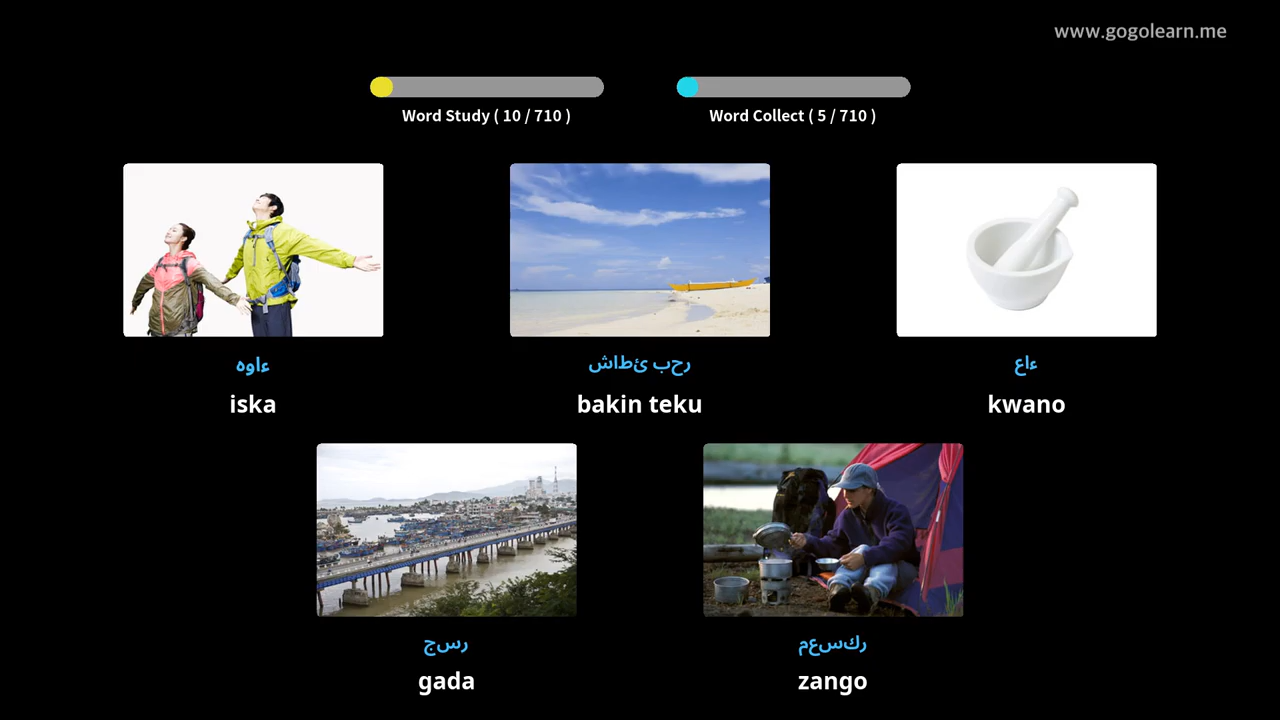 www.gogolearn.me
Word Study ( 10 / 710 )
Word Collect ( 5 / 710 )
ءاوه
iska
رحب ئطاش
bakin teku
ءاع
kwano
رسج
gada
ركسعم
zango